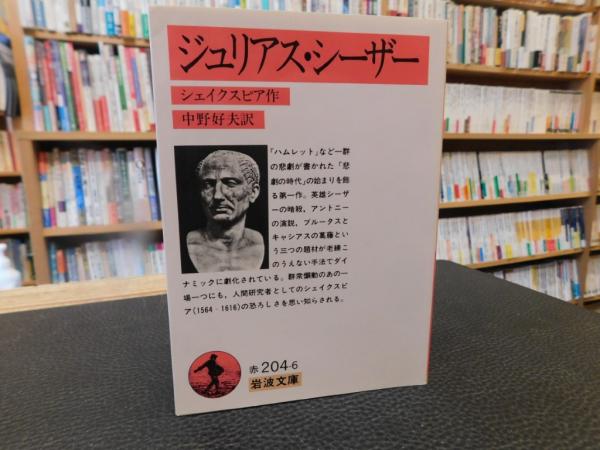 ジュリアス・シーザー
シェイクスピア作
中野好夫訳
「ハムレット」など一群
の悲劇が書かれた「悲
劇の時代」の始まりを飾
る第一作。英雄シーザ
ーの暗殺、アントニー
の演説、ブルータスと
キャシアスの葛藤とい
う三つの題材が老練こ
のうえない手法でダイ
ナミックに劇化されている。群衆煽動のあの一
場一つにも、人間研究者としてのシェイクスピ
ア(1564‐1616)の恐ろしさを思い知らされる。
赤 204-6
岩波文庫